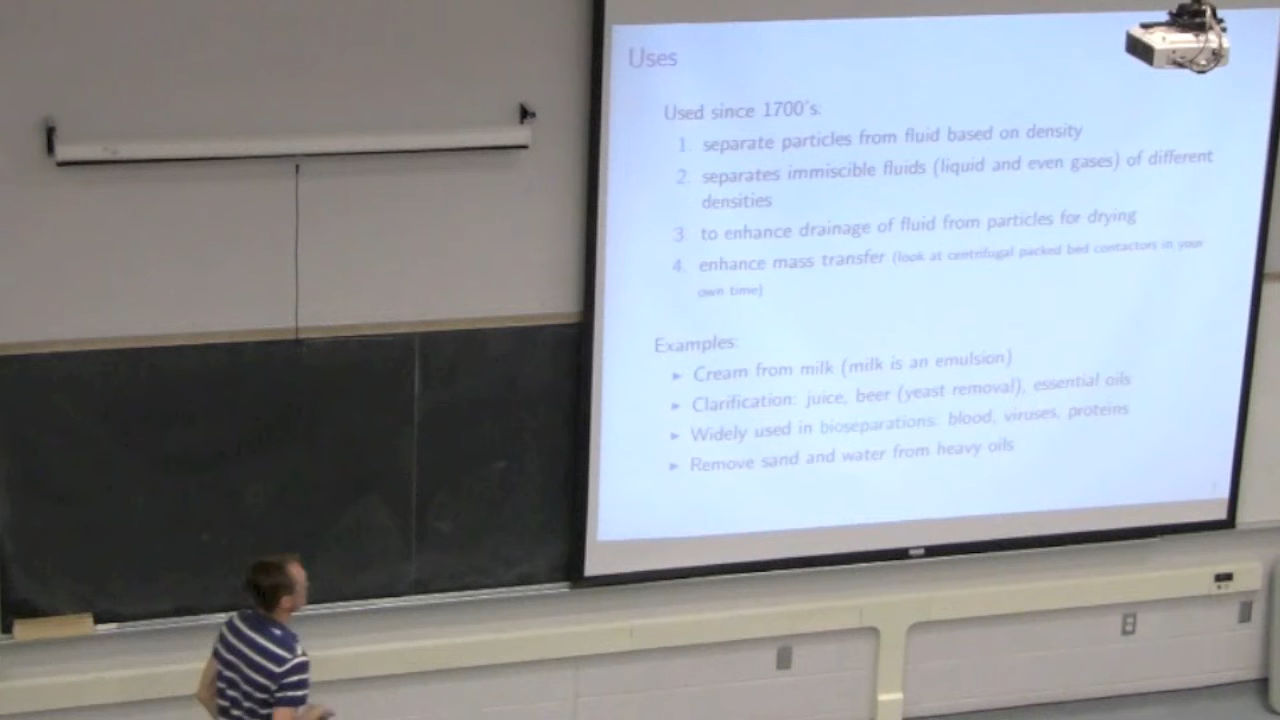 Uses
Used since 1700's:
1. separate particles from fluid based on density
2. separates immiscible fluids (liquid and even gases) of different
densities
3. to enhance drainage of fluid from particles for drying
4. enhance mass transfer (look at centrifugal packed bed contactors in your
own time)
Examples:
▶ Cream from milk (milk is an emulsion)
▶ Clarification: juice, beer (yeast removal), essential oils
▶ Widely used in bioseparations: blood, viruses, proteins
▶ Remove sand and water from heavy oils